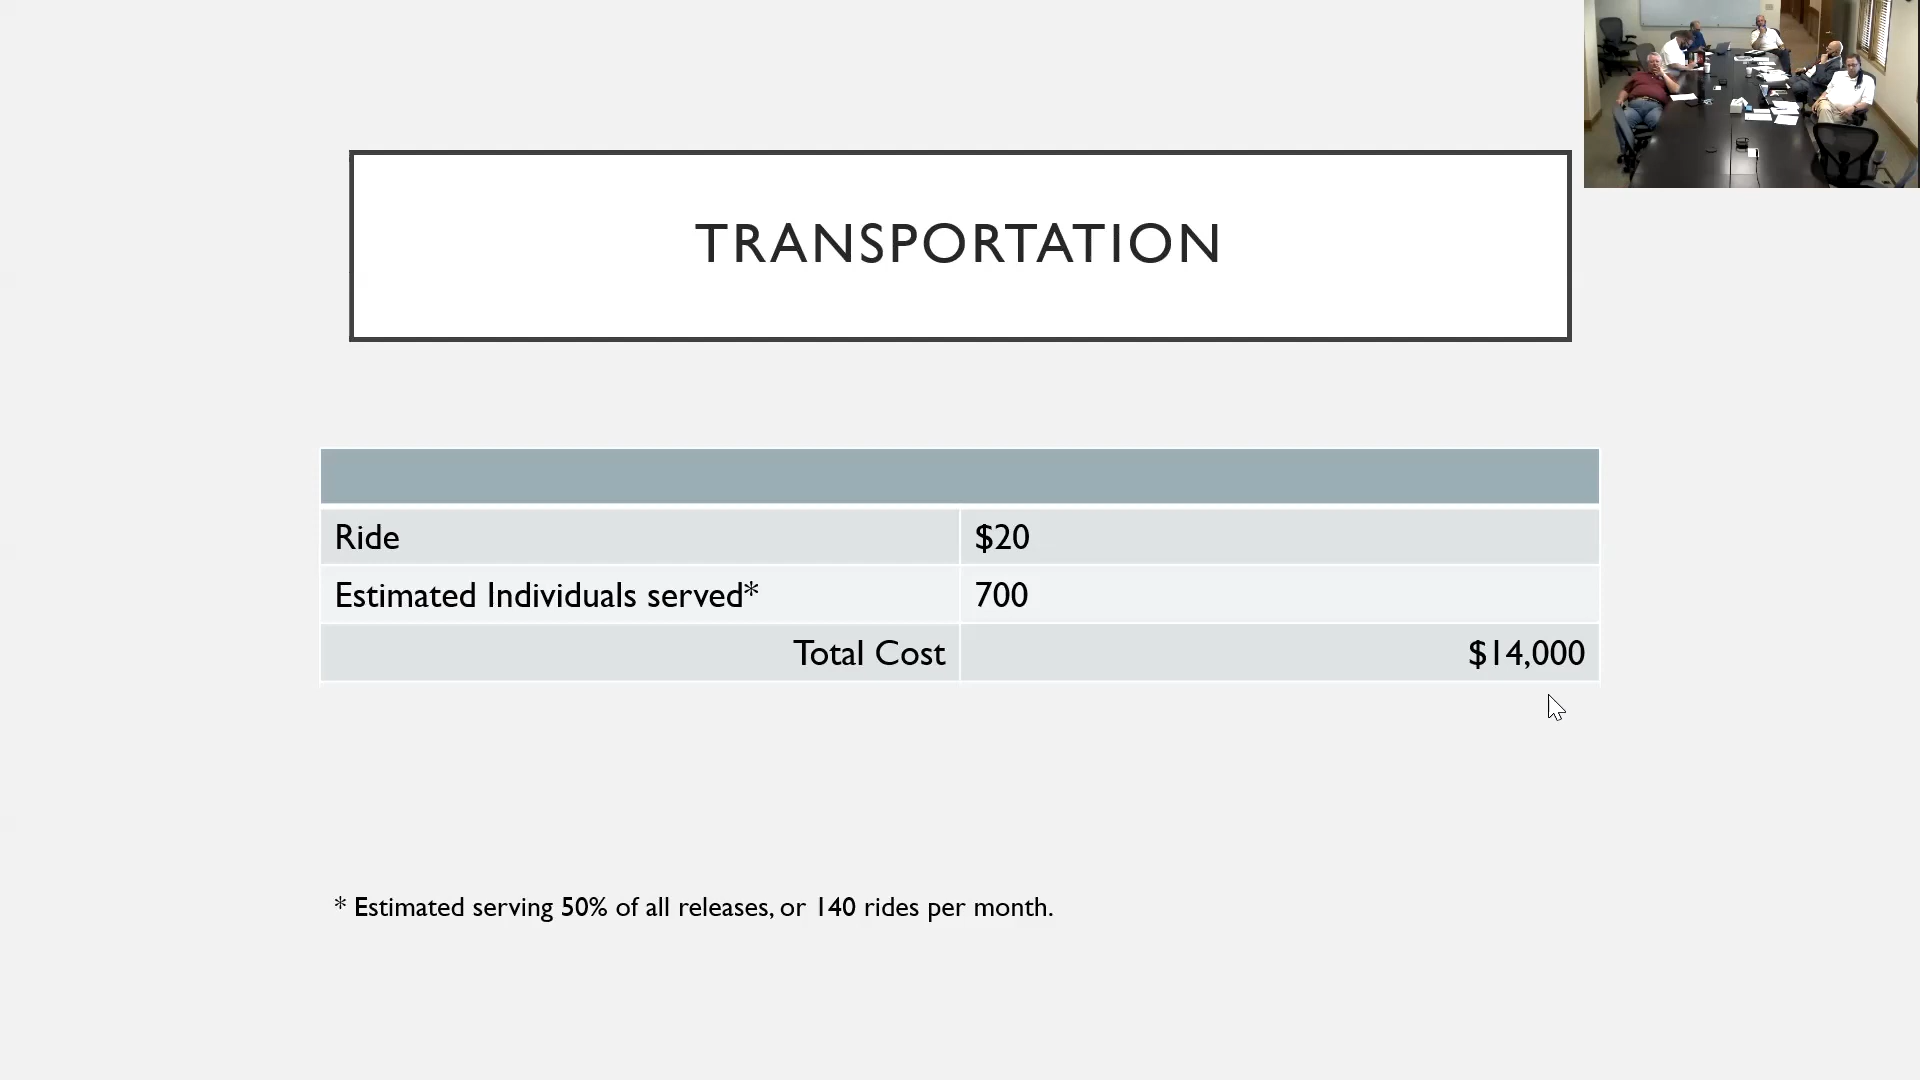 TRANSPORTATION
Ride $20
Estimated Individuals served* 700
Total Cost $14,000
* Estimated serving 50% of all releases, or 140 rides per month.